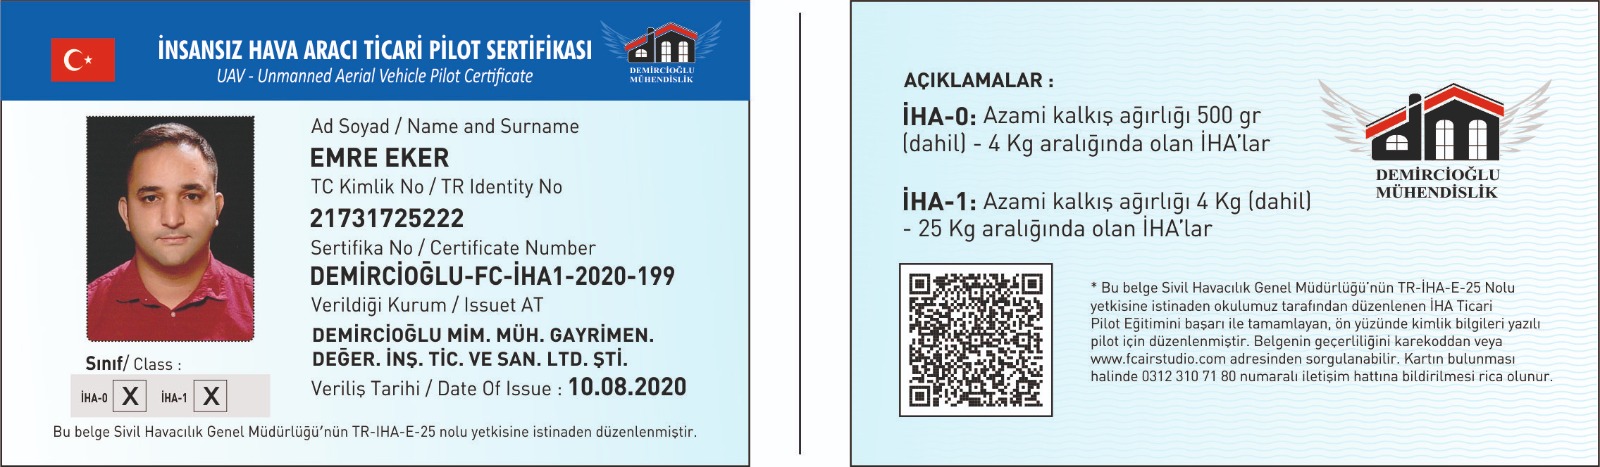 İNSANSIZ HAVA ARACI TİCARİ PİLOT SERTİFİKASI
UAV - Unmanned Aerial Vehicle Pilot Certificate
DEMİRCİOĞLU
MÜHENDİSLİK
Ad Soyad / Name and Surname
EMRE EKER
TC Kimlik No / TR Identity No
21731725222
Sertifika No / Certificate Number
DEMİRCİOĞLU-FC-İHA1-2020-199
Verildiği Kurum / Issuet AT
DEMİRCİOĞLU MİM. MÜH. GAYRİMEN.
DEĞER. İNŞ. TİC. VE SAN. LTD. ŞTİ.
Veriliş Tarihi / Date Of Issue : 10.08.2020
Sınıf/ Class :
İHA-0 X İHA-1 X
Bu belge Sivil Havacılık Genel Müdürlüğü'nün TR-IHA-E-25 nolu yetkisine istinaden düzenlenmiştir.
AÇIKLAMALAR :
İHA-0: Azami kalkış ağırlığı 500 gr
(dahil) - 4 Kg aralığında olan İHA'lar
İHA-1: Azami kalkış ağırlığı 4 Kg (dahil)
- 25 Kg aralığında olan İHA'lar
DEMİRCİOĞLU
MÜHENDİSLİK
* Bu belge Sivil Havacılık Genel Müdürlüğü'nün TR-İHA-E-25 Nolu
yetkisine istinaden okulumuz tarafından düzenlenen İHA Ticari
Pilot Eğitimini başarı ile tamamlayan, ön yüzünde kimlik bilgileri yazılı
pilot için düzenlenmiştir. Belgenin geçerliliğini karekoddan veya
www.fcairstudio.com adresinden sorgulanabilir. Kartın bulunması
halinde 0312 310 71 80 numaralı iletişim hattına bildirilmesi rica olunur.